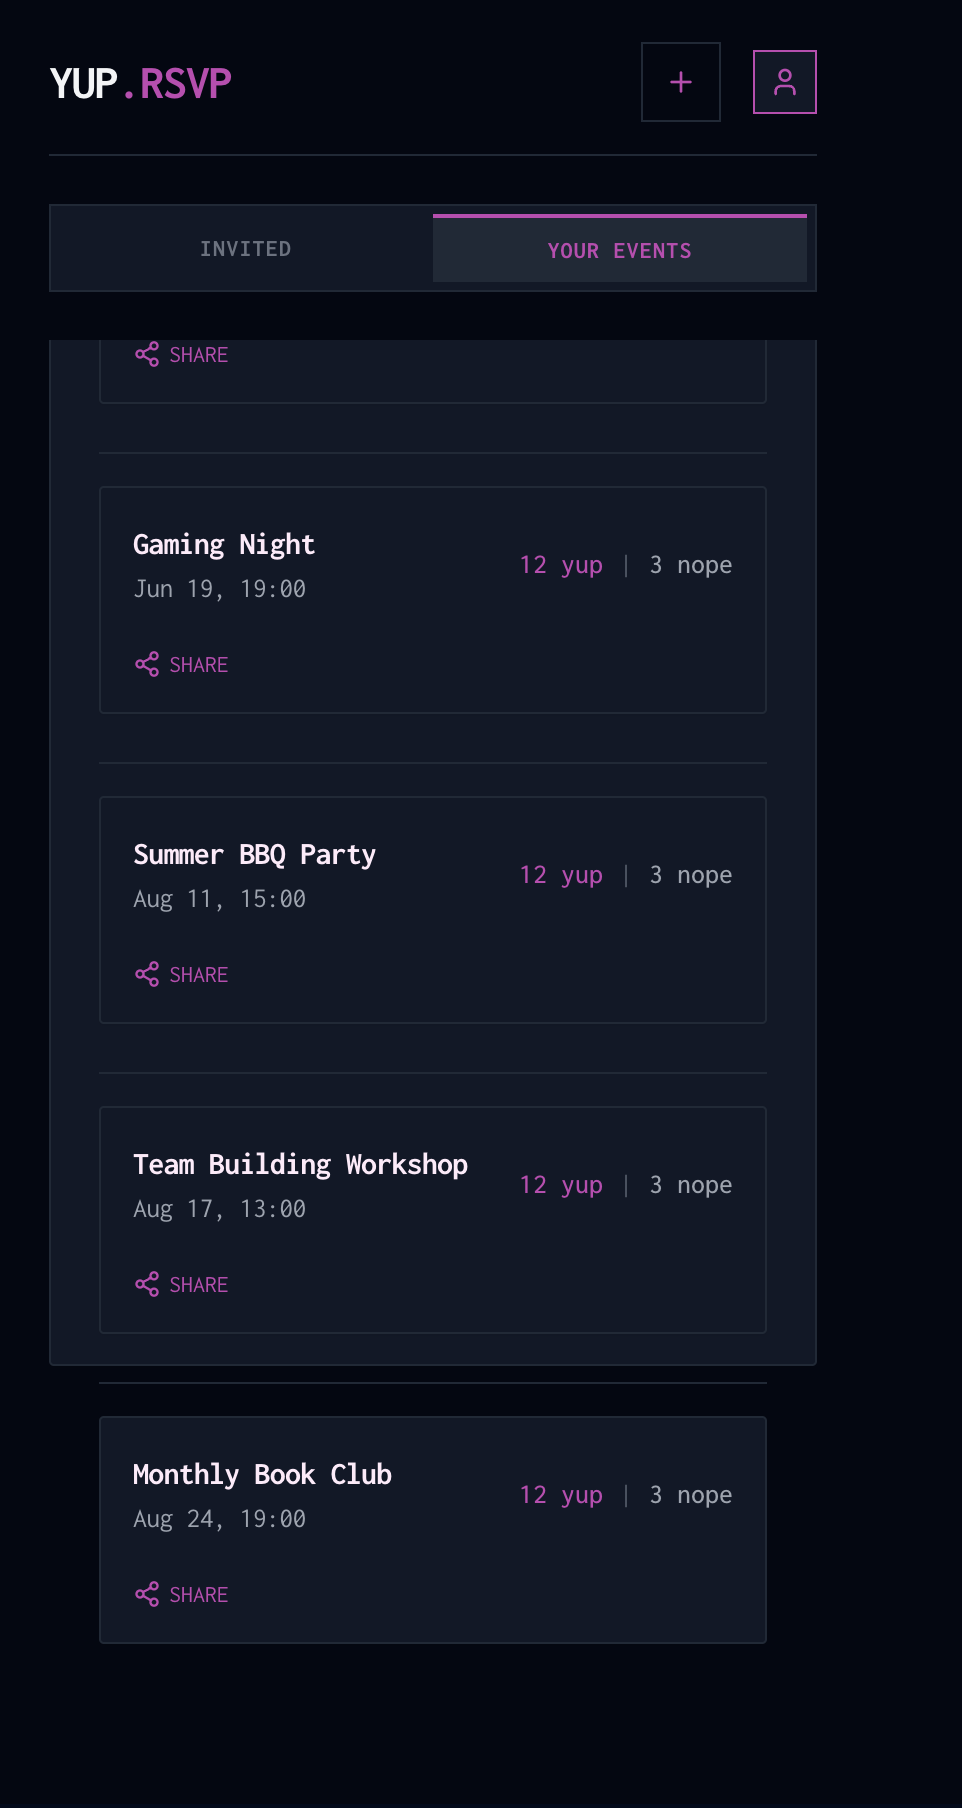 YUP.RSVP
INVITED
YOUR EVENTS
SHARE
Gaming Night
12 yup | 3 nope
Jun 19, 19:00
SHARE
Summer BBQ Party
12 yup | 3 nope
Aug 11, 15:00
SHARE
Team Building Workshop
12 yup | 3 nope
Aug 17, 13:00
SHARE
Monthly Book Club
12 yup | 3 nope
Aug 24, 19:00
SHARE